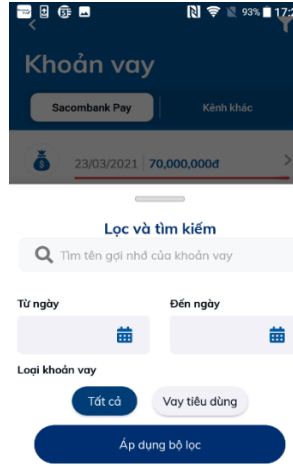 93% 17:2
Khoản vay
Sacombank Pay Kênh khác
23/03/2021 70,000,000đ
Lọc và tìm kiếm
Tìm tên gợi nhớ của khoản vay
Từ ngày Đến ngày
Loại khoản vay
Tất cả Vay tiêu dùng
Áp dụng bộ lọc